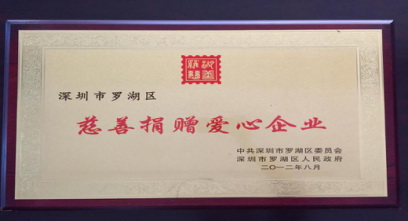 深圳市罗湖区
慈善捐赠爱心企业
中共深圳市罗湖区委员会
深圳市罗湖区人民政府
二〇一二年八月